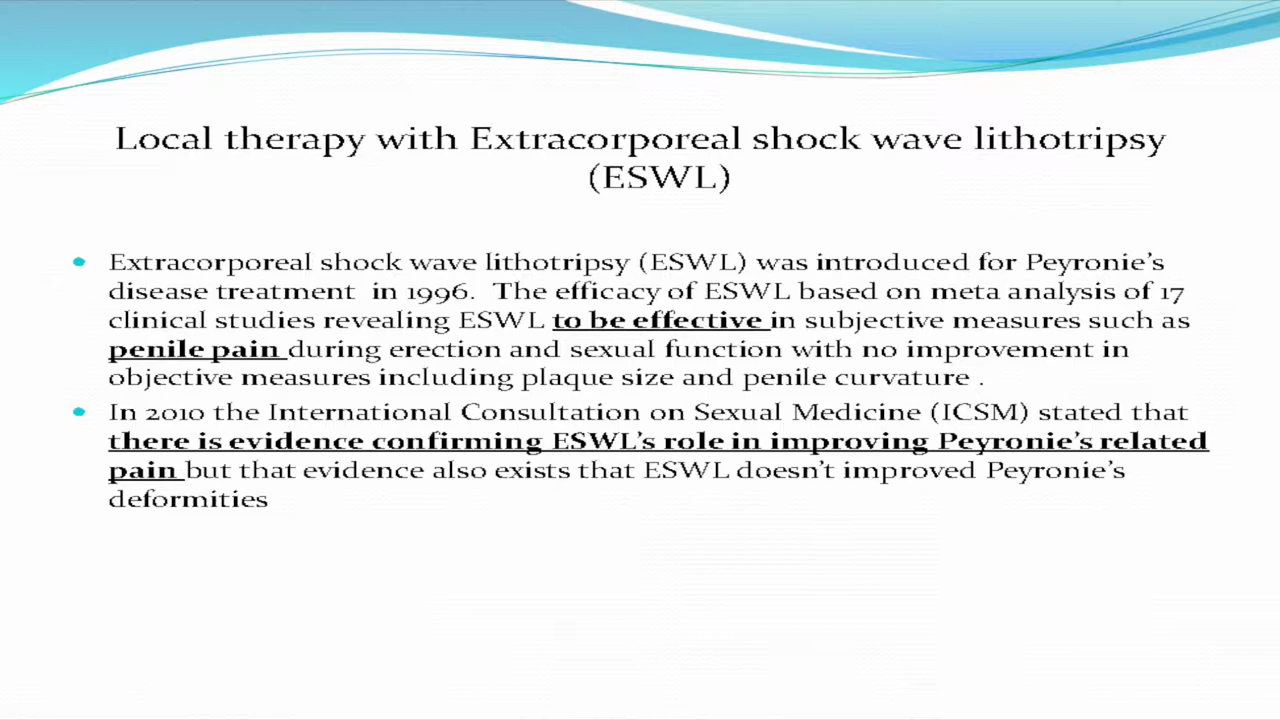 Local therapy with Extracorporeal shock wave lithotripsy
(ESWL)
• Extracorporeal shock wave lithotripsy (ESWL) was introduced for Peyronie's
disease treatment in 1996. The efficacy of ESWL based on meta analysis of 17
clinical studies revealing ESWL to be effective in subjective measures such as
penile pain during erection and sexual function with no improvement in
objective measures including plaque size and penile curvature .
• In 2010 the International Consultation on Sexual Medicine (ICSM) stated that
there is evidence confirming ESWL's role in improving Peyronie's related
pain but that evidence also exists that ESWL doesn't improved Peyronie's
deformities